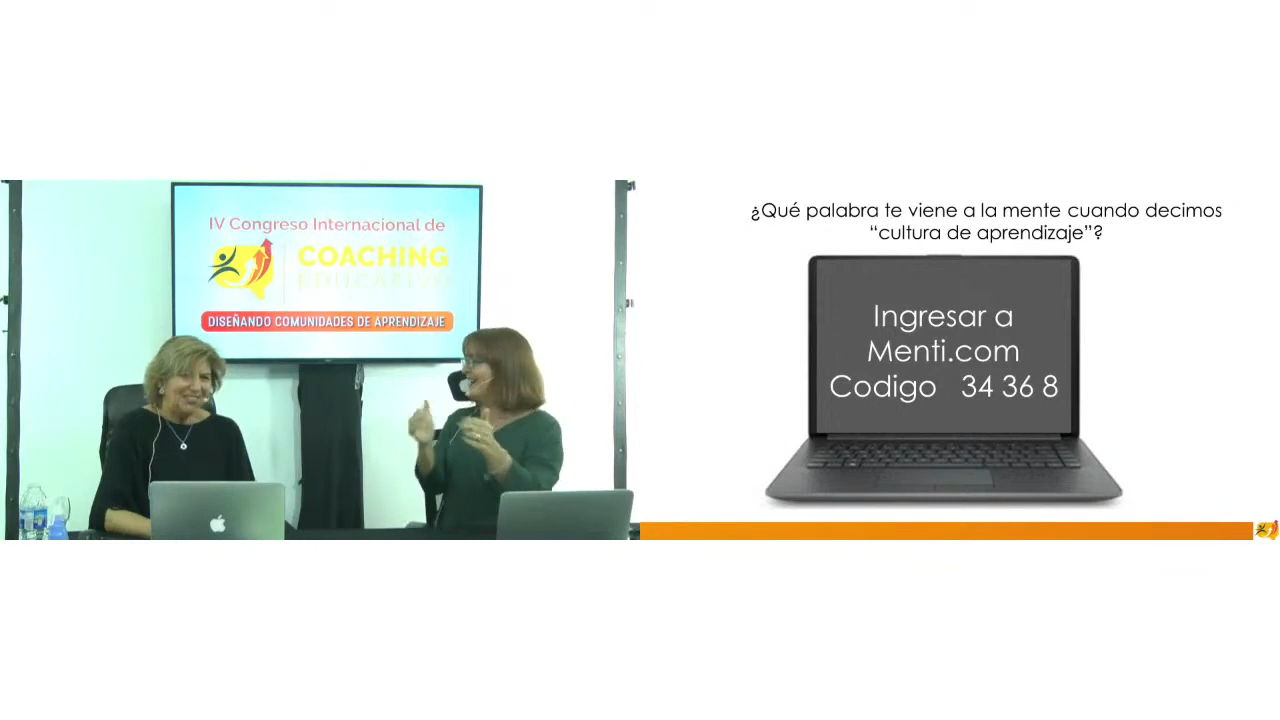 IV Congreso Internacional de
COACHING
EDUCATIVO
DISEÑANDO COMUNIDADES DE APRENDIZAJE
¿Qué palabra te viene a la mente cuando decimos
“cultura de aprendizaje”?
Ingresar a
Menti.com
Codigo 34 36 8